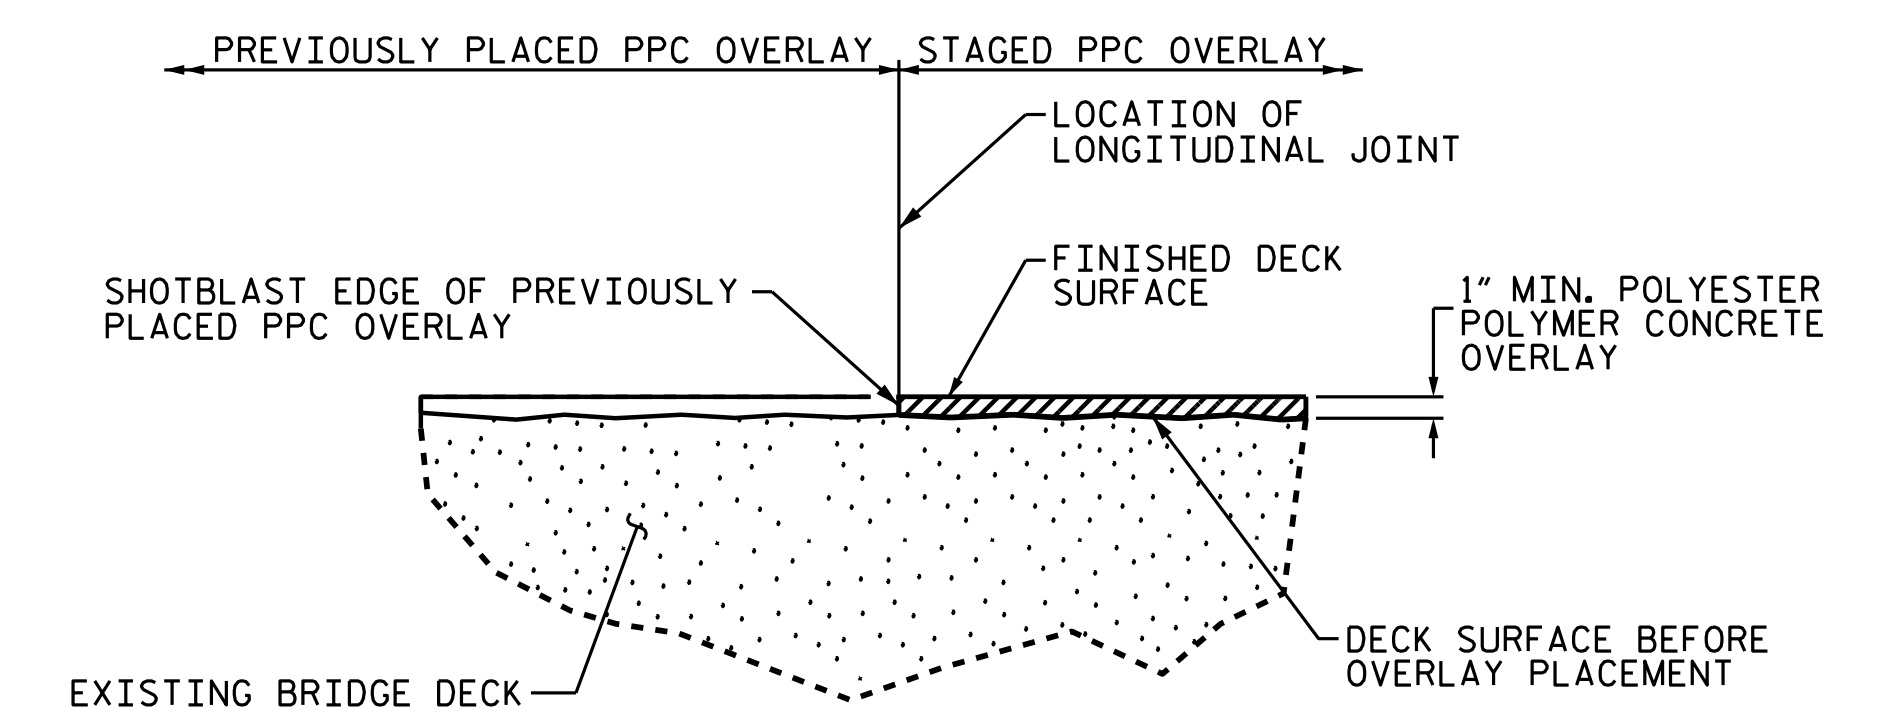 PREVIOUSLY PLACED PPC OVERLAY
STAGED PPC OVERLAY
LOCATION OF
LONGITUDINAL JOINT
FINISHED DECK
SURFACE
SHOTBLAST EDGE OF PREVIOUSLY
PLACED PPC OVERLAY
1" MIN. POLYESTER
POLYMER CONCRETE
OVERLAY
DECK SURFACE BEFORE
OVERLAY PLACEMENT
EXISTING BRIDGE DECK